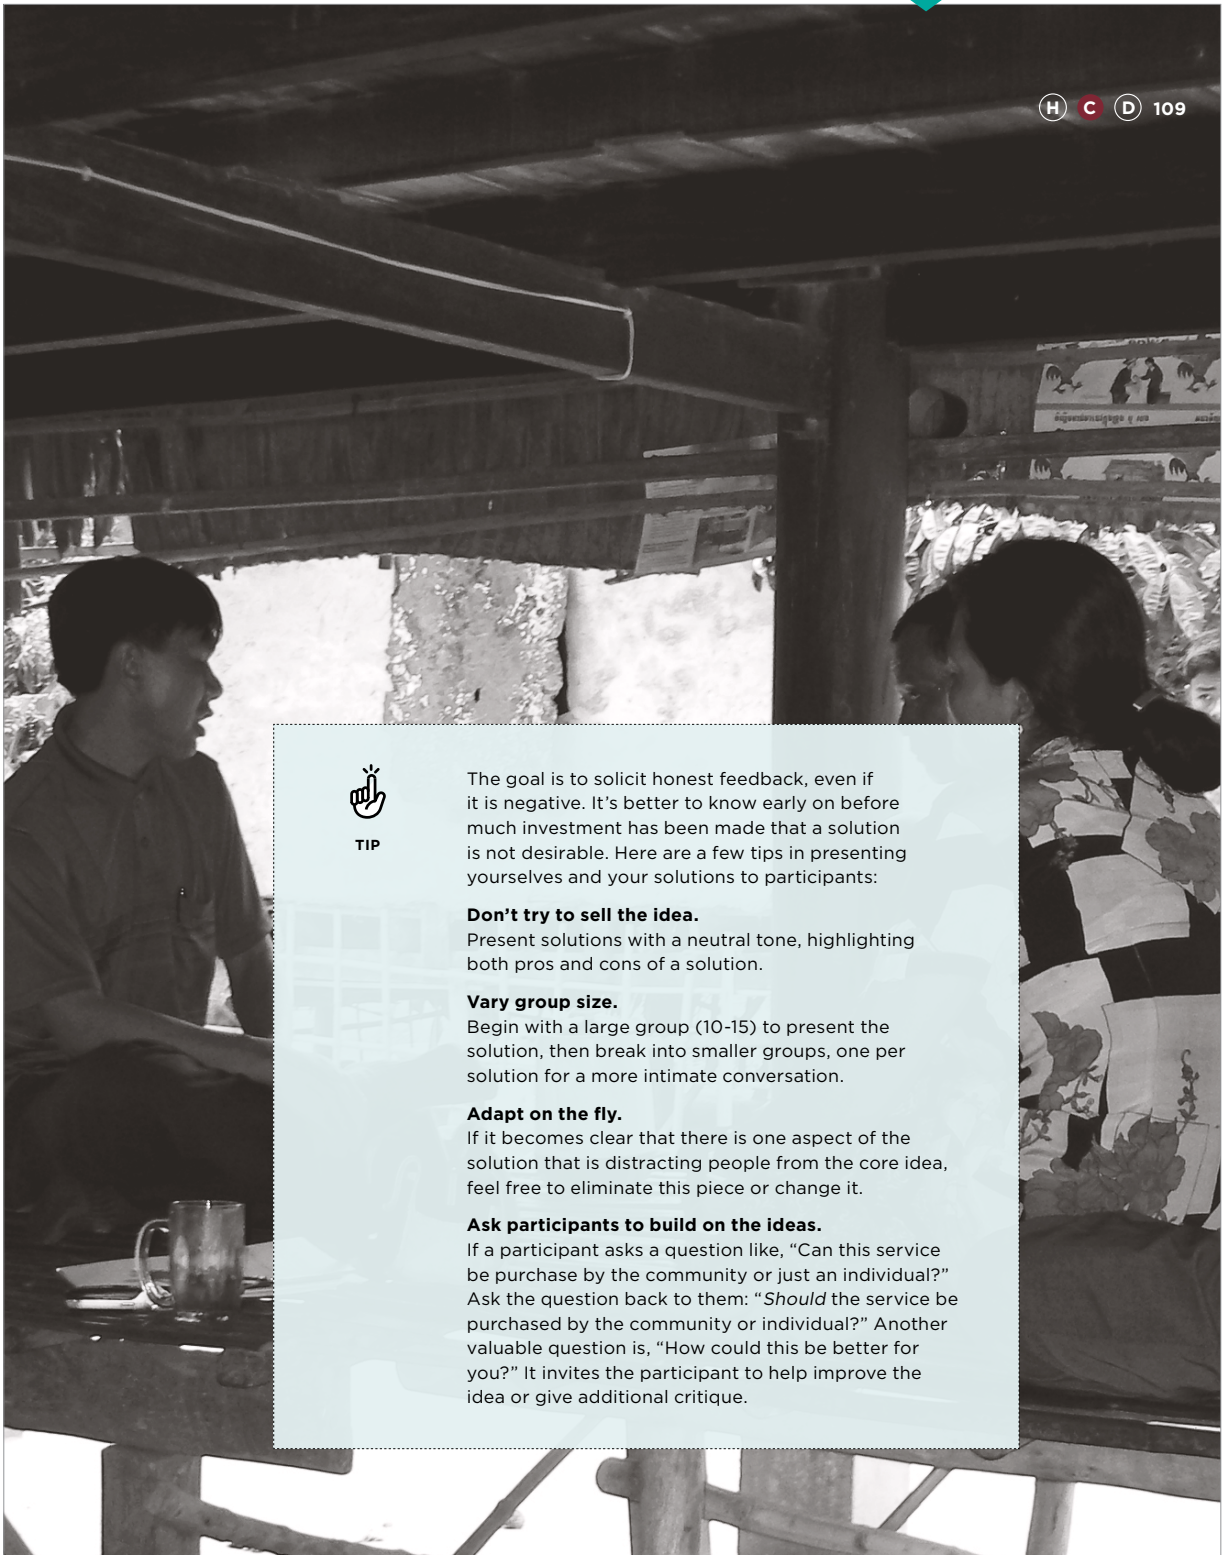 H C D 109
TIP
The goal is to solicit honest feedback, even if
it is negative. It’s better to know early on before
much investment has been made that a solution
is not desirable. Here are a few tips in presenting
yourselves and your solutions to participants:
Don’t try to sell the idea.
Present solutions with a neutral tone, highlighting
both pros and cons of a solution.
Vary group size.
Begin with a large group (10-15) to present the
solution, then break into smaller groups, one per
solution for a more intimate conversation.
Adapt on the fly.
If it becomes clear that there is one aspect of the
solution that is distracting people from the core idea,
feel free to eliminate this piece or change it.
Ask participants to build on the ideas.
If a participant asks a question like, “Can this service
be purchase by the community or just an individual?”
Ask the question back to them: “Should the service be
purchased by the community or individual?” Another
valuable question is, “How could this be better for
you?” It invites the participant to help improve the
idea or give additional critique.